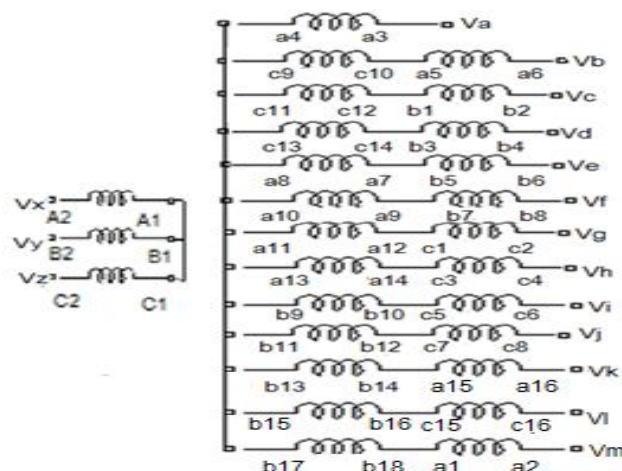 Va
a4 a3
Vb
c9 c10 a5 a6
Vc
c11 c12 b1 b2
Vd
c13 c14 b3 b4
Ve
a8 a7 b5 b6
Vf
a10 a9 b7 b8
Vg
a11 a12 c1 c2
Vh
a13 a14 c3 c4
Vi
b9 b10 c5 c6
Vj
b11 b12 c7 c8
Vk
b13 b14 a15 a16
Vl
b15 b16 c15 c16
Vm
b17 b18 a1 a2
Vx
A2 A1
Vy
B2 B1
Vz
C2 C1